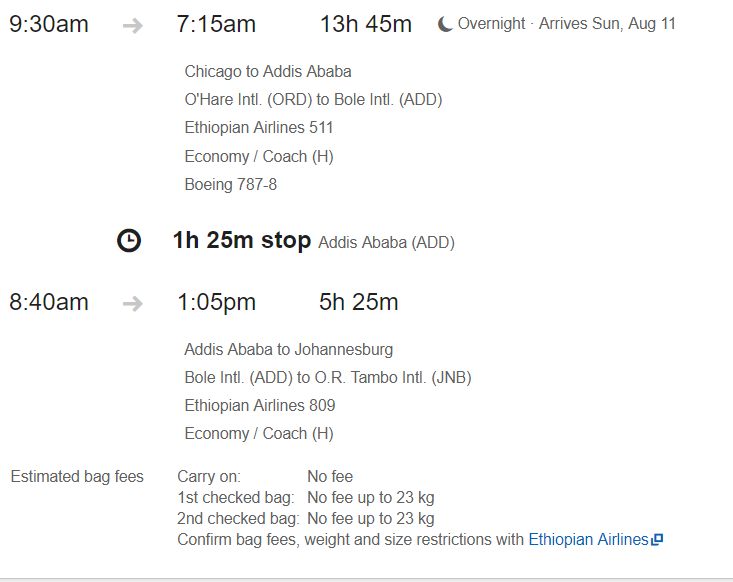 9:30am 7:15am 13h 45m Overnight · Arrives Sun, Aug 11
Chicago to Addis Ababa
O'Hare Intl. (ORD) to Bole Intl. (ADD)
Ethiopian Airlines 511
Economy / Coach (H)
Boeing 787-8
1h 25m stop Addis Ababa (ADD)
8:40am 1:05pm 5h 25m
Addis Ababa to Johannesburg
Bole Intl. (ADD) to O.R. Tambo Intl. (JNB)
Ethiopian Airlines 809
Economy / Coach (H)
Estimated bag fees Carry on: No fee
1st checked bag: No fee up to 23 kg
2nd checked bag: No fee up to 23 kg
Confirm bag fees, weight and size restrictions with Ethiopian Airlines